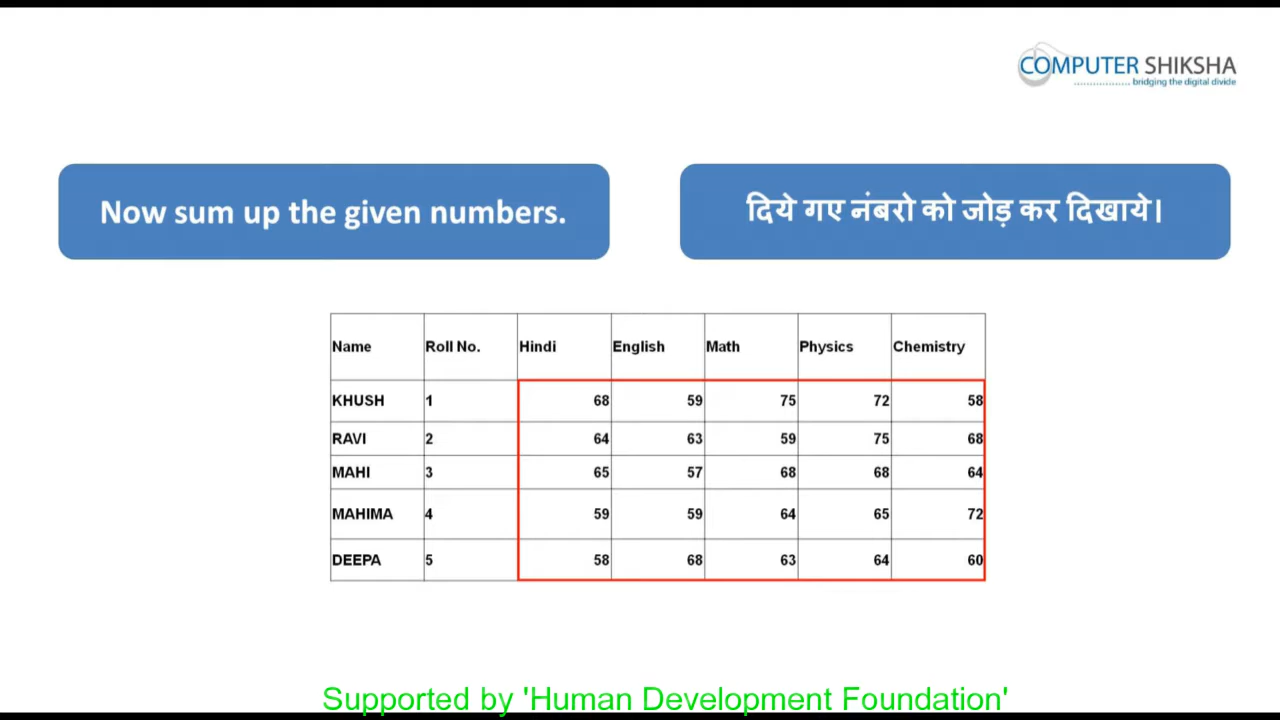 COMPUTER SHIKSHA
bridging the digital divide
Now sum up the given numbers.
दिये गए नंबरो को जोड़ कर दिखाये।
Name Roll No. Hindi English Math Physics Chemistry
KHUSH 1 68 59 75 72 58
RAVI 2 64 63 59 75 68
MAHI 3 65 57 68 68 64
MAHIMA 4 59 59 64 65 72
DEEPA 5 58 68 63 64 60
Supported by 'Human Development Foundation'